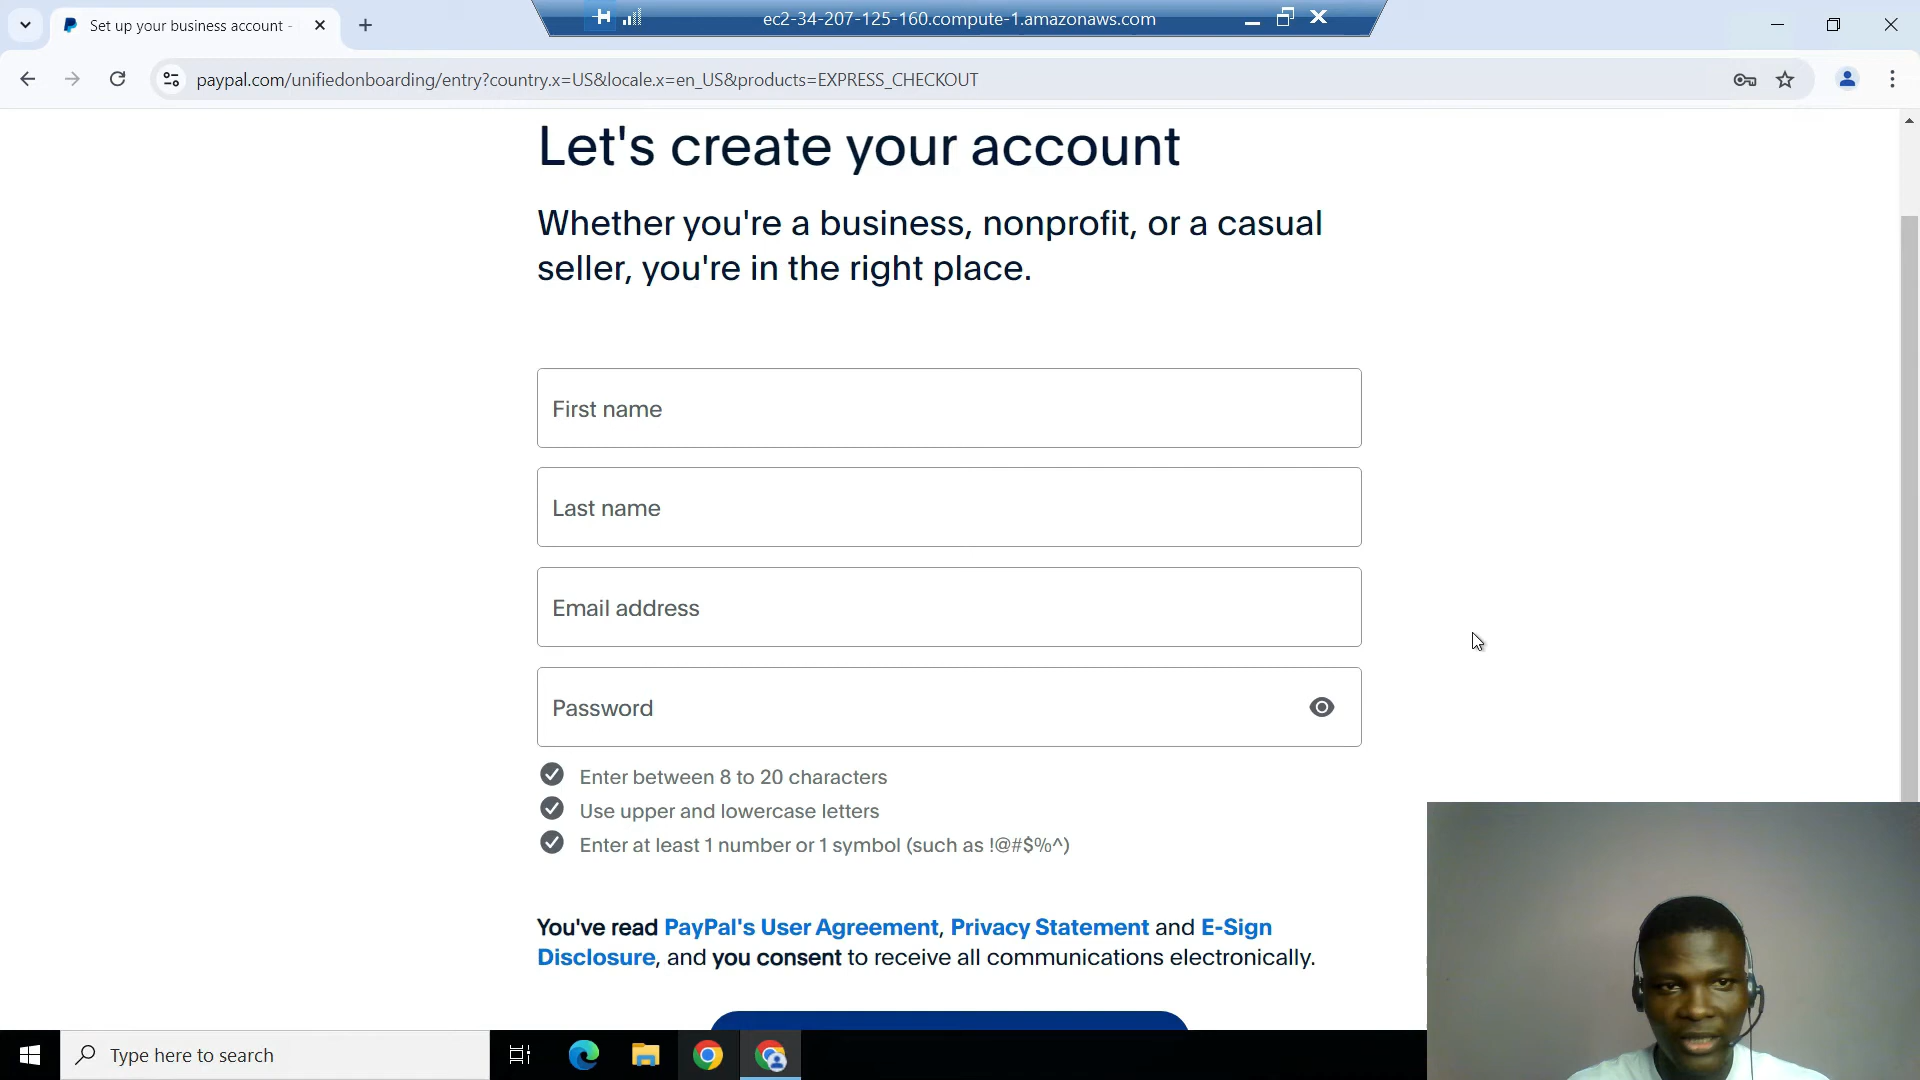 Set up your business account -
ec2-34-207-125-160.compute-1.amazonaws.com
paypal.com/unifiedonboarding/entry?country.x=US&locale.x=en_US&products=EXPRESS_CHECKOUT
Let's create your account
Whether you're a business, nonprofit, or a casual
seller, you're in the right place.
First name
Last name
Email address
Password
Enter between 8 to 20 characters
Use upper and lowercase letters
Enter at least 1 number or 1 symbol (such as !@#$%^)
You've read PayPal's User Agreement, Privacy Statement and E-Sign
Disclosure, and you consent to receive all communications electronically.
Type here to search